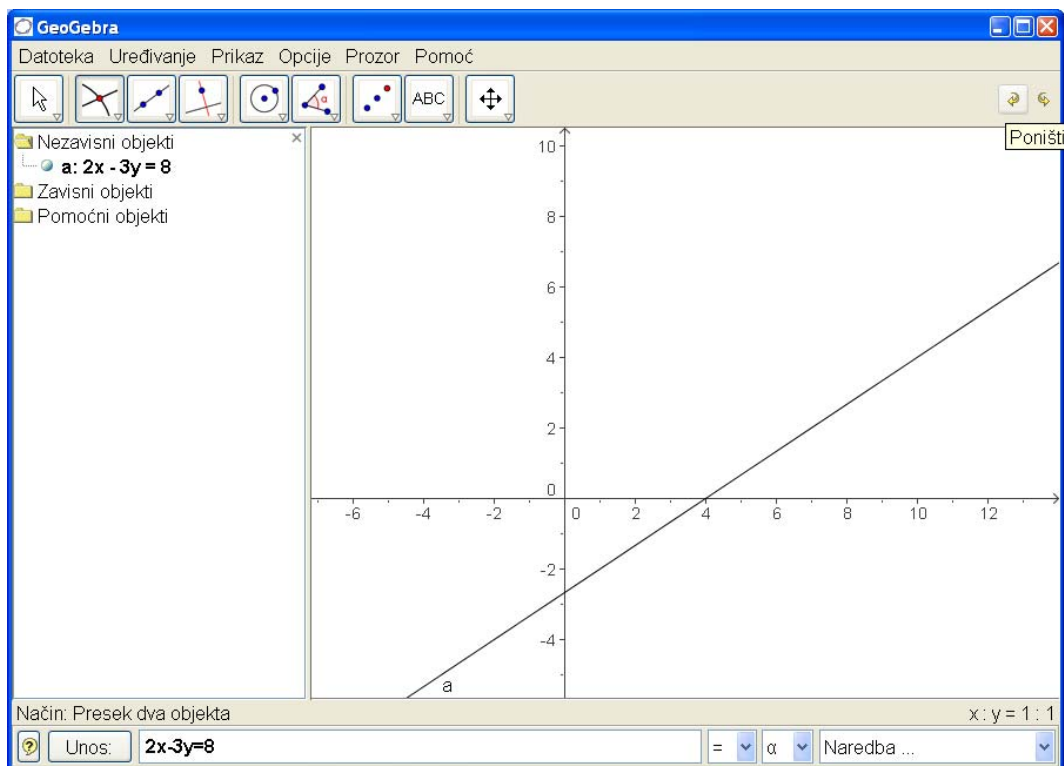 GeoGebra
Datoteka Uređivanje Prikaz Opcije Prozor Pomoć
ABC
Poništi
Nezavisni objekti
a: 2x - 3y = 8
Zavisni objekti
Pomoćni objekti
10
8
6
4
2
0
-2
-4
-6 -4 -2 0 2 4 6 8 10 12
a
Način: Presek dva objekta x : y = 1 : 1
Unos: 2x-3y=8 = α Naredba ...